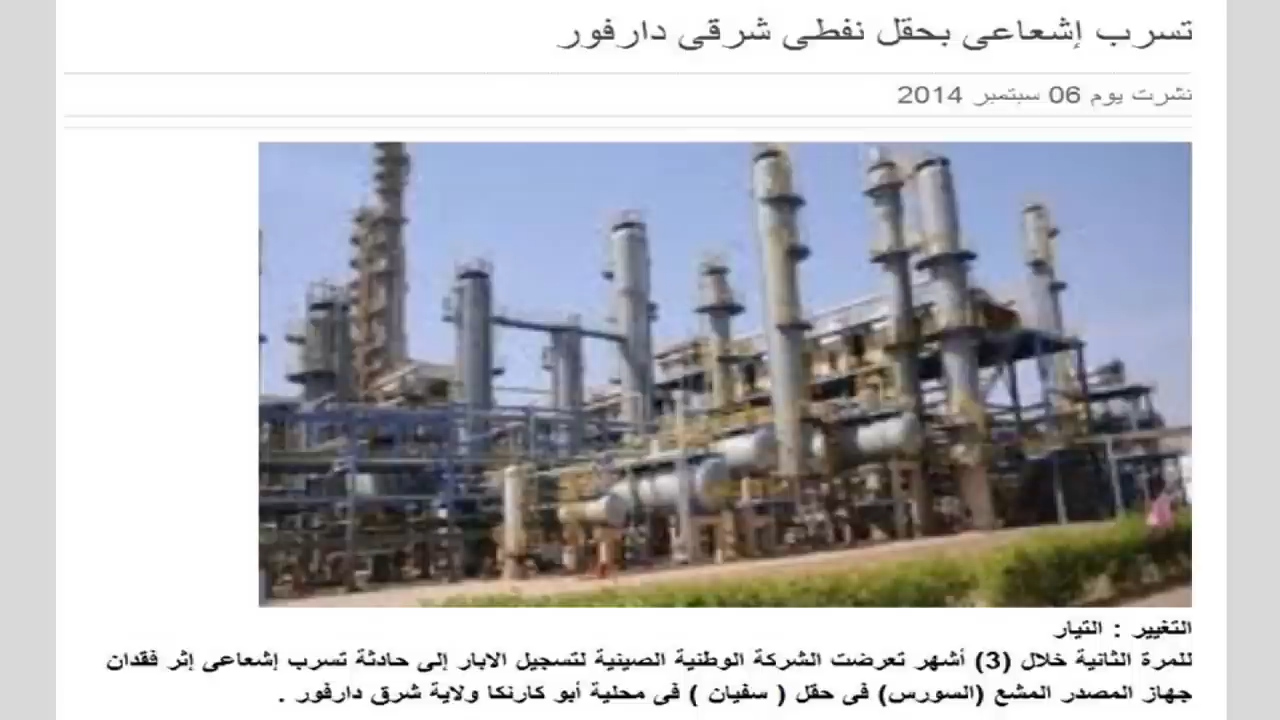 تسرب إشعاعى بحقل نفطى شرقى دارفور
نشرت يوم 06 سبتمبر 2014
التغيير : التيار
للمرة الثانية خلال (3) أشهر تعرضت الشركة الوطنية الصينية لتسجيل الابار إلى حادثة تسرب إشعاعى إثر فقدان
جهاز المصدر المشع (السورس) فى حقل ( سفيان ) فى محلية أبو كارنكا ولاية شرق دارفور .